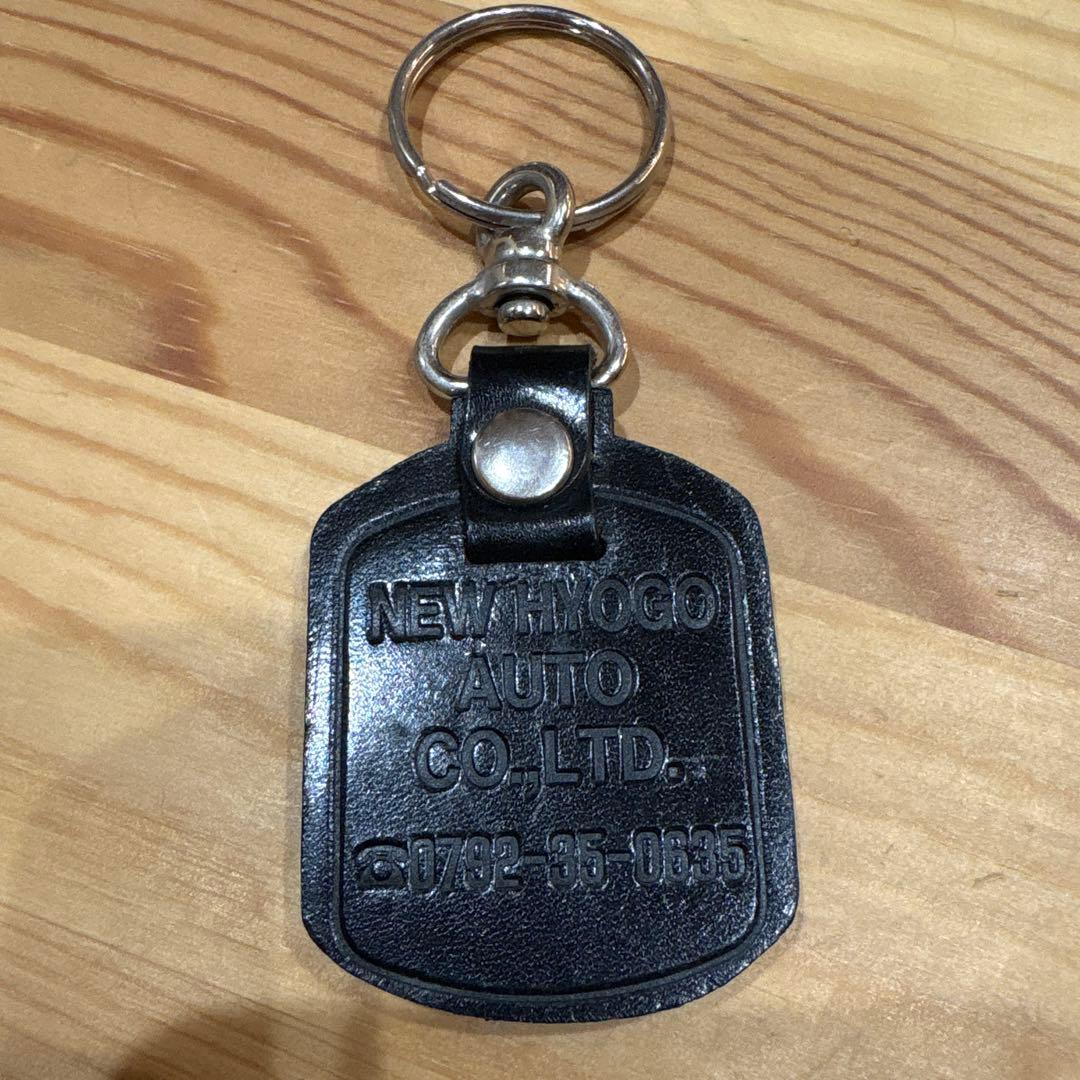 NEW HYOGO
AUTO
CO.,LTD.
☎0792-35-0635